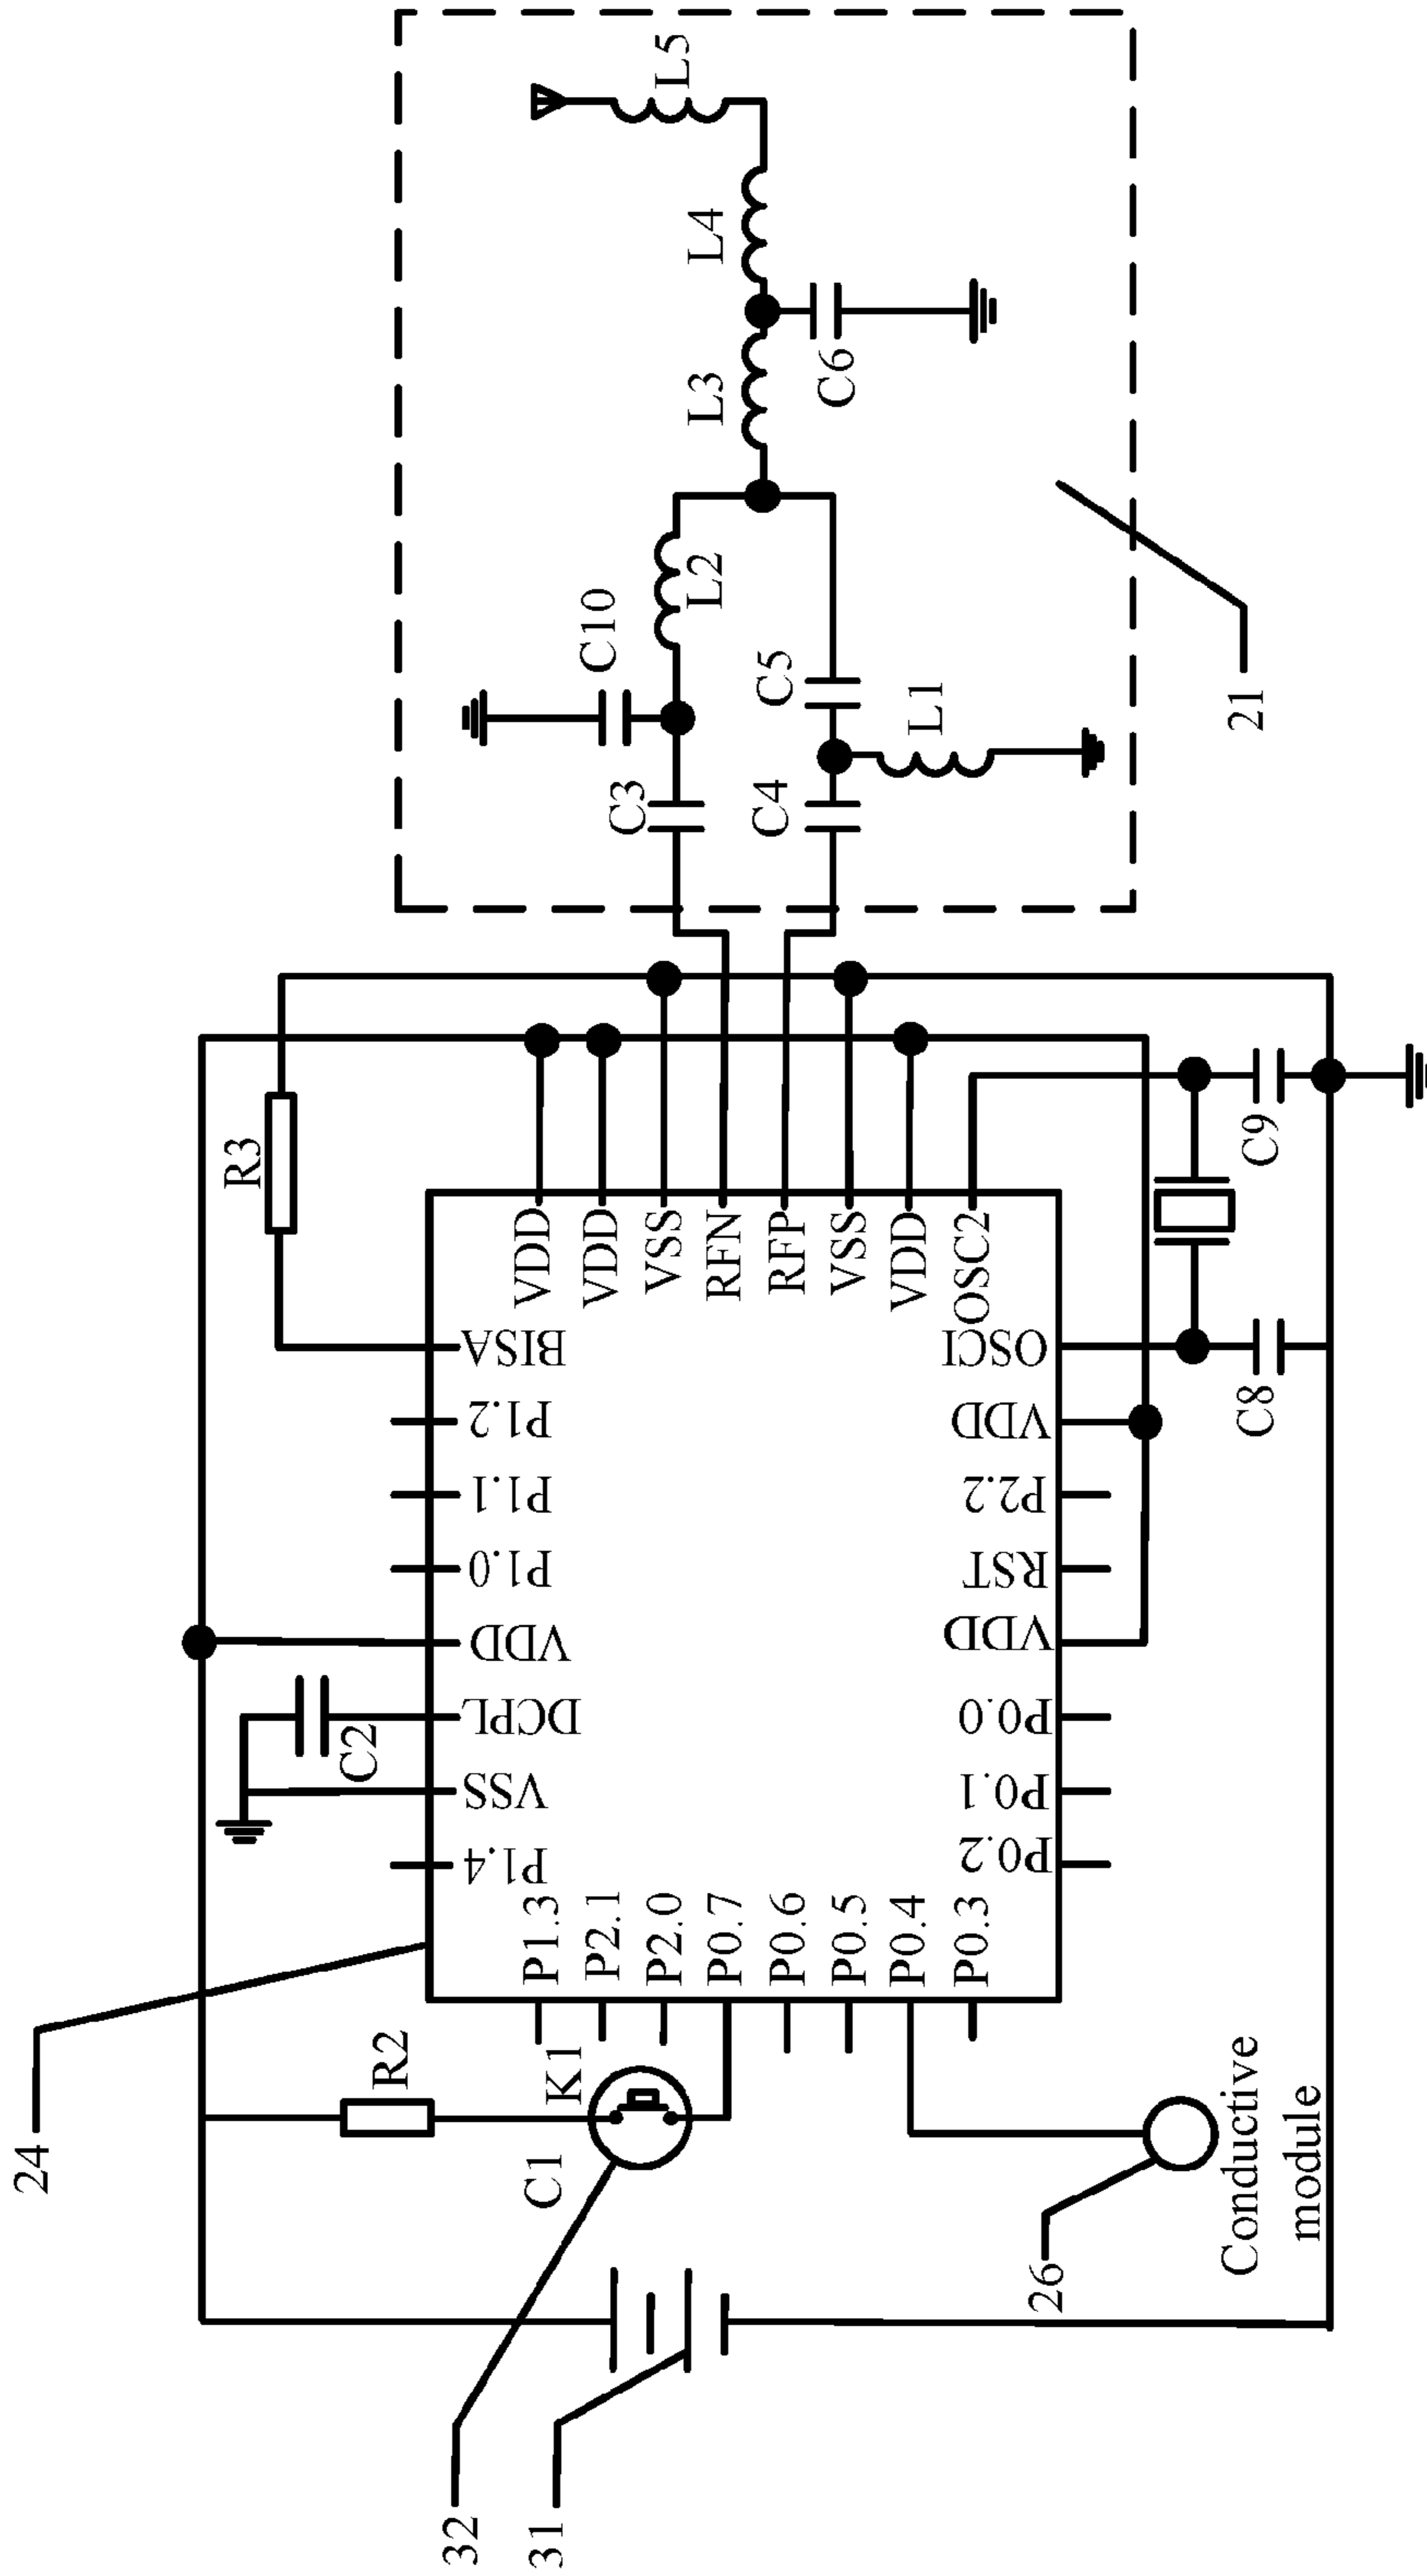 24
32
31
R2
K1
C1
26
Conductive
module
P1.3
P2.1
P2.0
P0.7
P0.6
P0.5
P0.4
P0.3
P1.4
VSS
DCPL
VDD
P1.0
P1.1
P1.2
BISA
C2
R3
VDD
VDD
VSS
RFN
RFP
VSS
VDD
OSC2
P0.2
P0.1
P0.0
VDD
RST
P2.2
VDD
OSCI
C8
C9
C3
C10
L2
C4
C5
L1
L3
L4
L5
C6
21